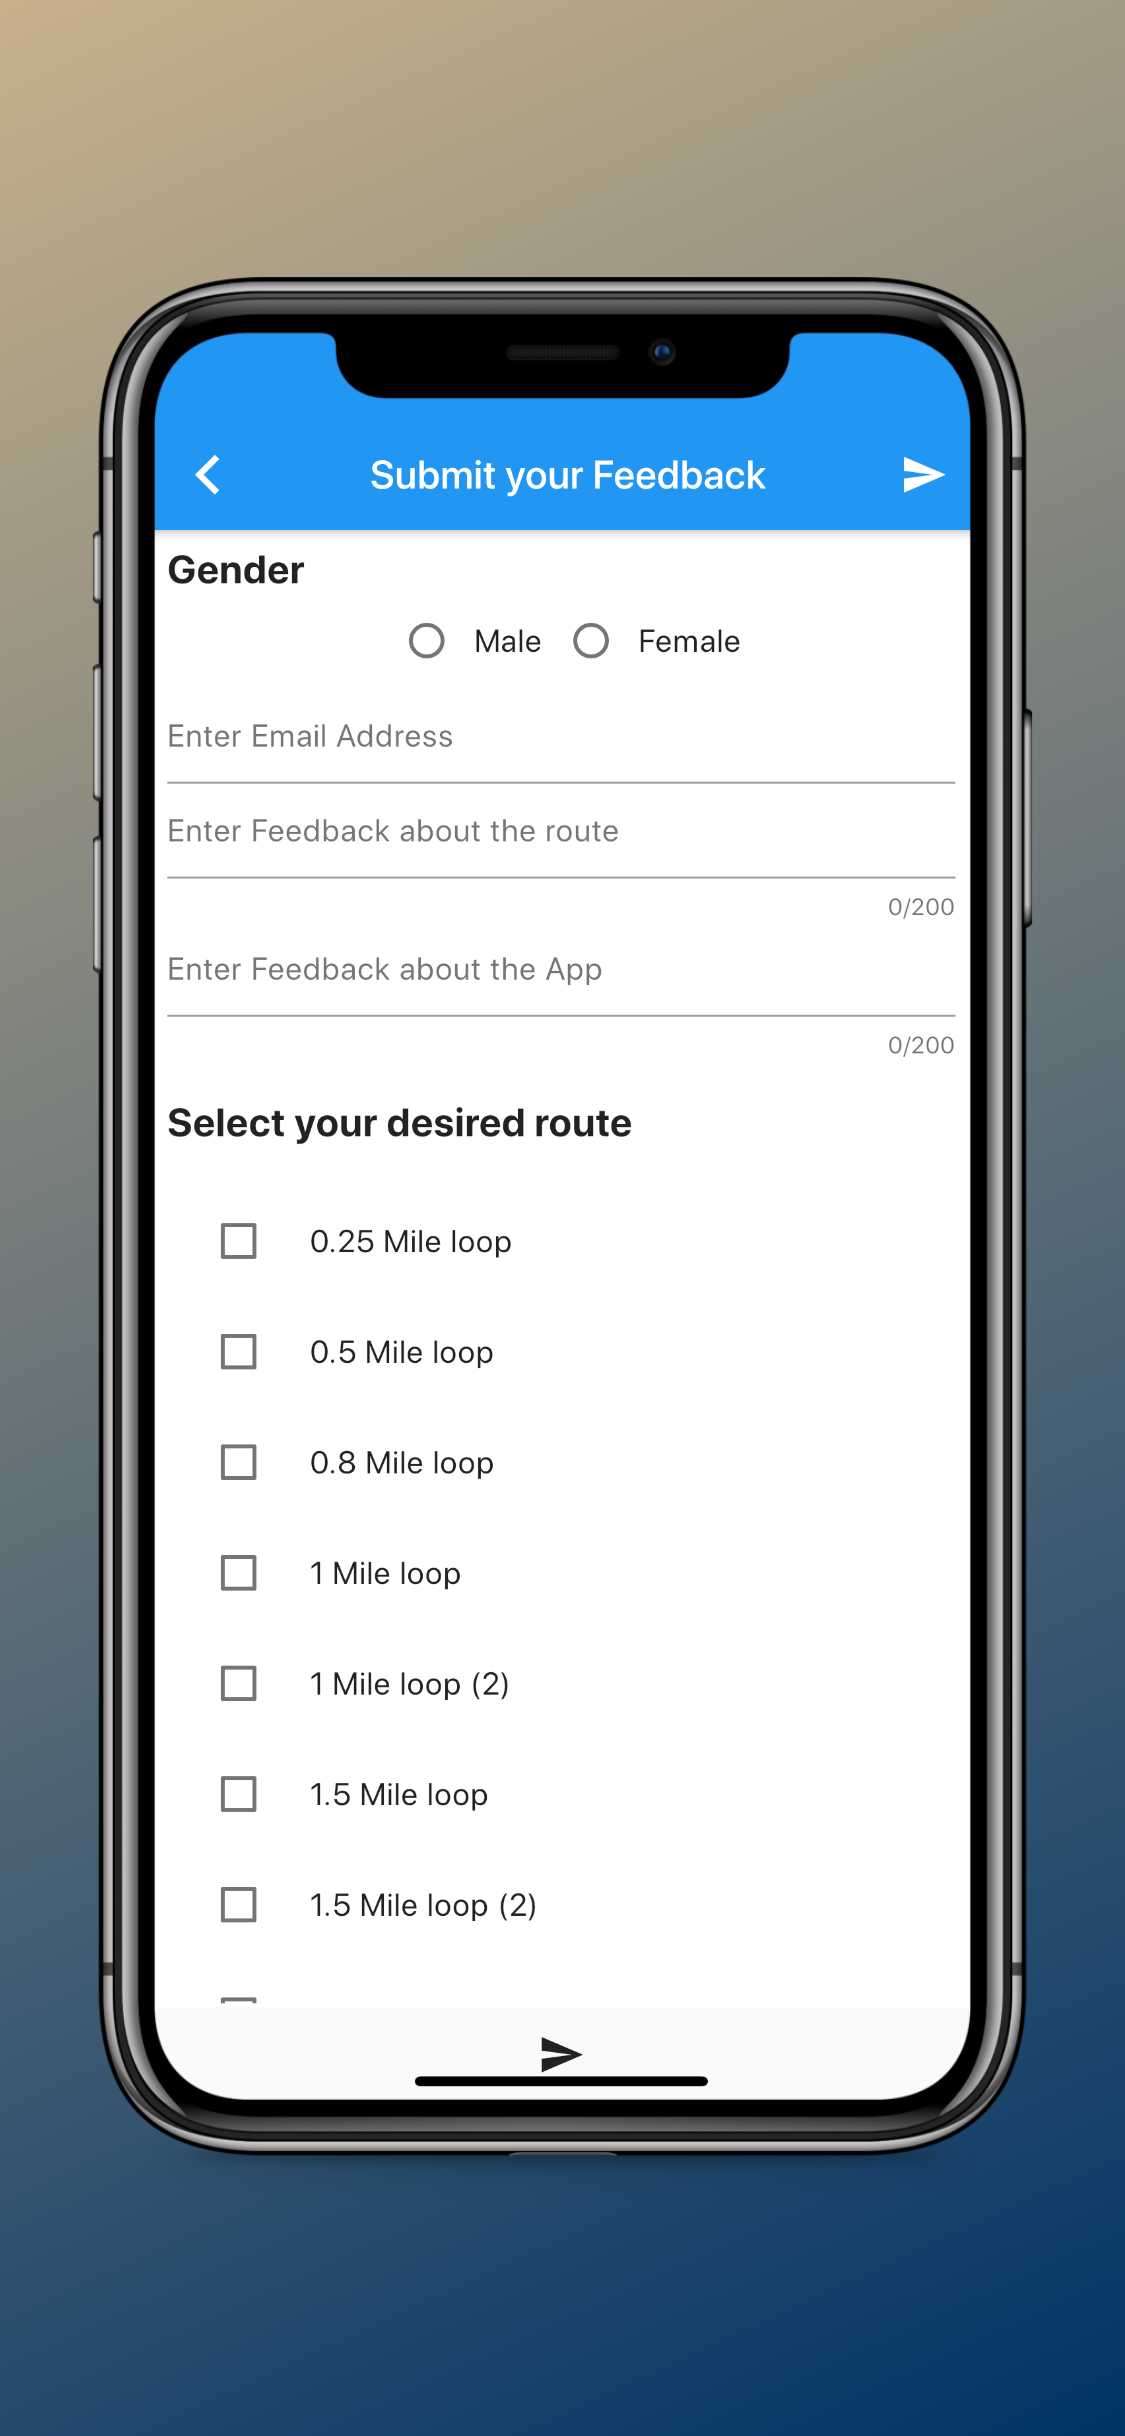 Submit your Feedback
Gender
Male Female
Enter Email Address
Enter Feedback about the route
0/200
Enter Feedback about the App
0/200
Select your desired route
0.25 Mile loop
0.5 Mile loop
0.8 Mile loop
1 Mile loop
1 Mile loop (2)
1.5 Mile loop
1.5 Mile loop (2)